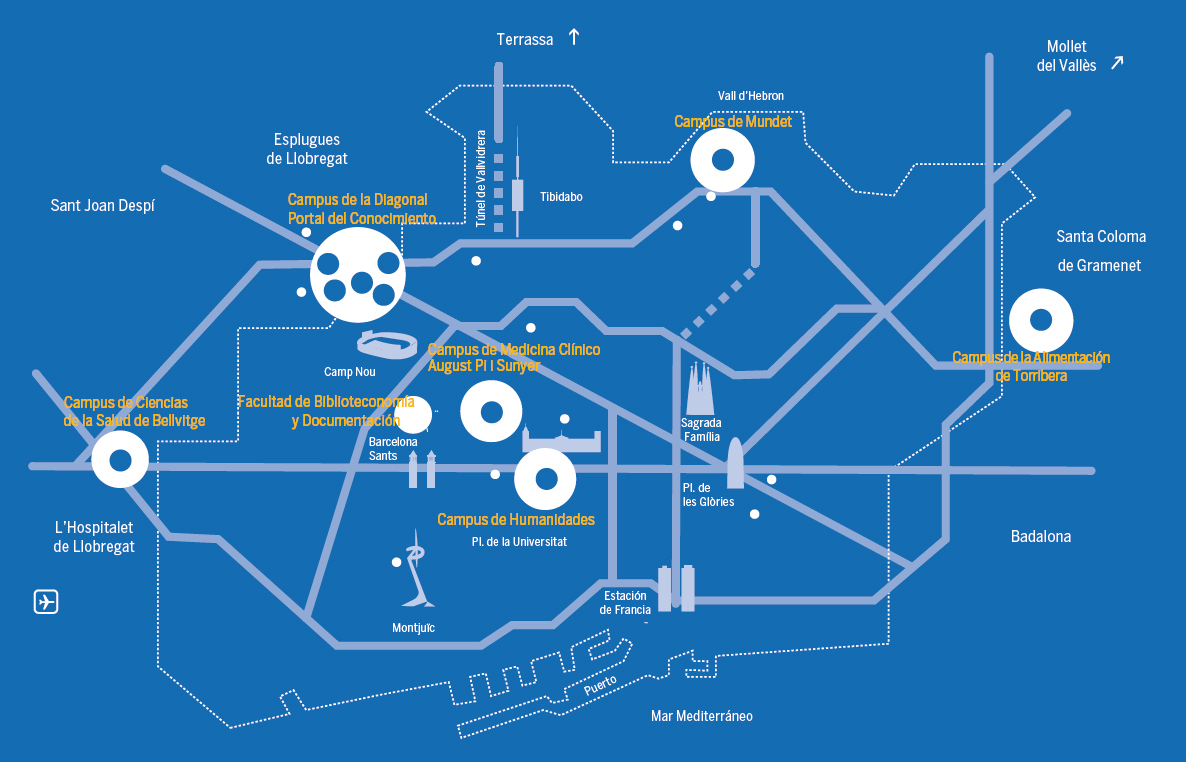 Terrassa
Mollet
del Vallès
Vall d'Hebron
Campus de Mundet
Esplugues
de Llobregat
Túnel de Vallvidrera
Tibidabo
Sant Joan Despí
Campus de la Diagonal
Portal del Conocimiento
Santa Coloma
de Gramenet
Campus de la Alimentación
de Torribera
Camp Nou
Campus de Medicina Clínico
August Pi i Sunyer
Campus de Ciencias
de la Salud de Bellvitge
Facultad de Biblioteconomía
y Documentación
Barcelona
Sants
Sagrada
Família
Pl. de
les Glòries
Campus de Humanidades
Pl. de la Universitat
L'Hospitalet
de Llobregat
Badalona
Estación
de Francia
Montjuïc
Puerto
Mar Mediterráneo